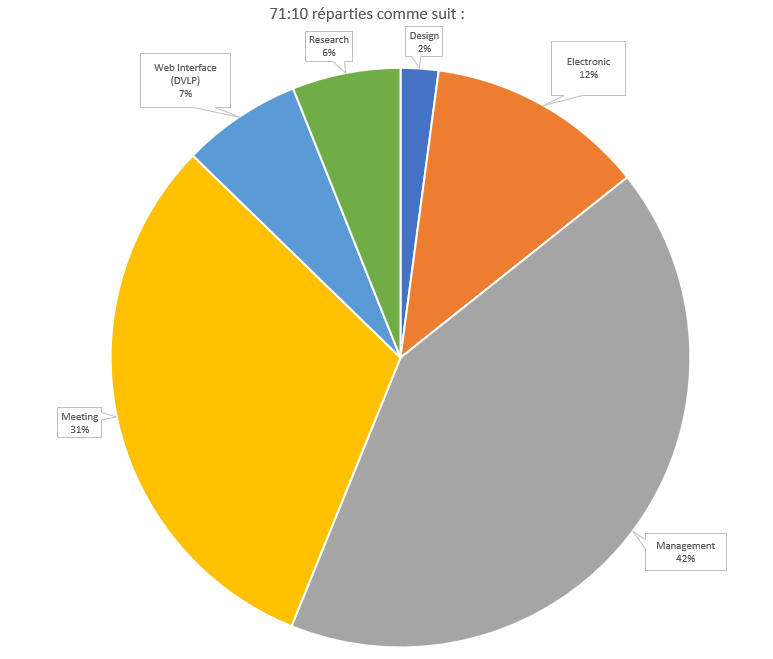 71:10 réparties comme suit :
Design
2%
Research
6%
Electronic
12%
Web Interface
(DVLP)
7%
Meeting
31%
Management
42%